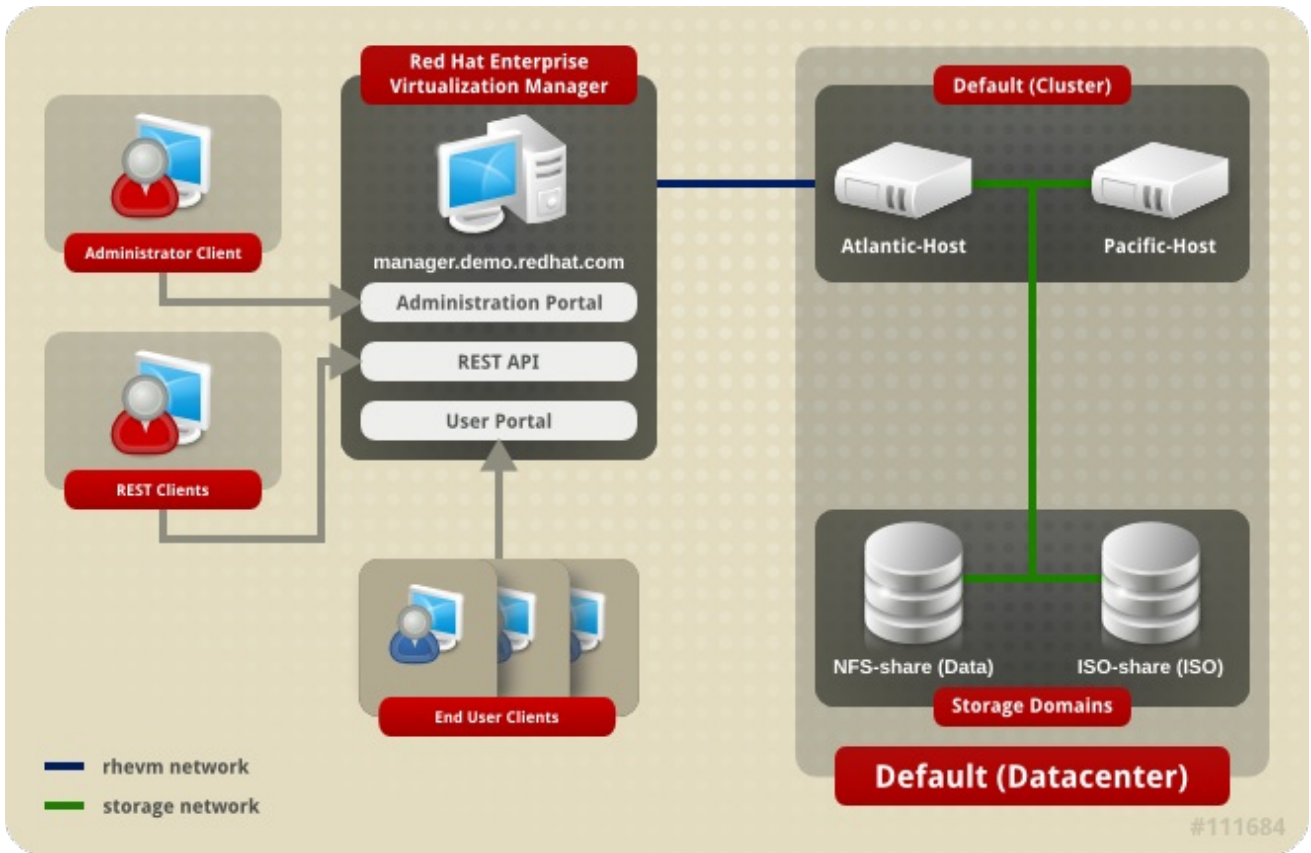 Red Hat Enterprise
Virtualization Manager
manager.demo.redhat.com
Administration Portal
REST API
User Portal
Administrator Client
REST Clients
End User Clients
Default (Cluster)
Atlantic-Host
Pacific-Host
NFS-share (Data)
ISO-share (ISO)
Storage Domains
Default (Datacenter)
rhevm network
storage network
#111684